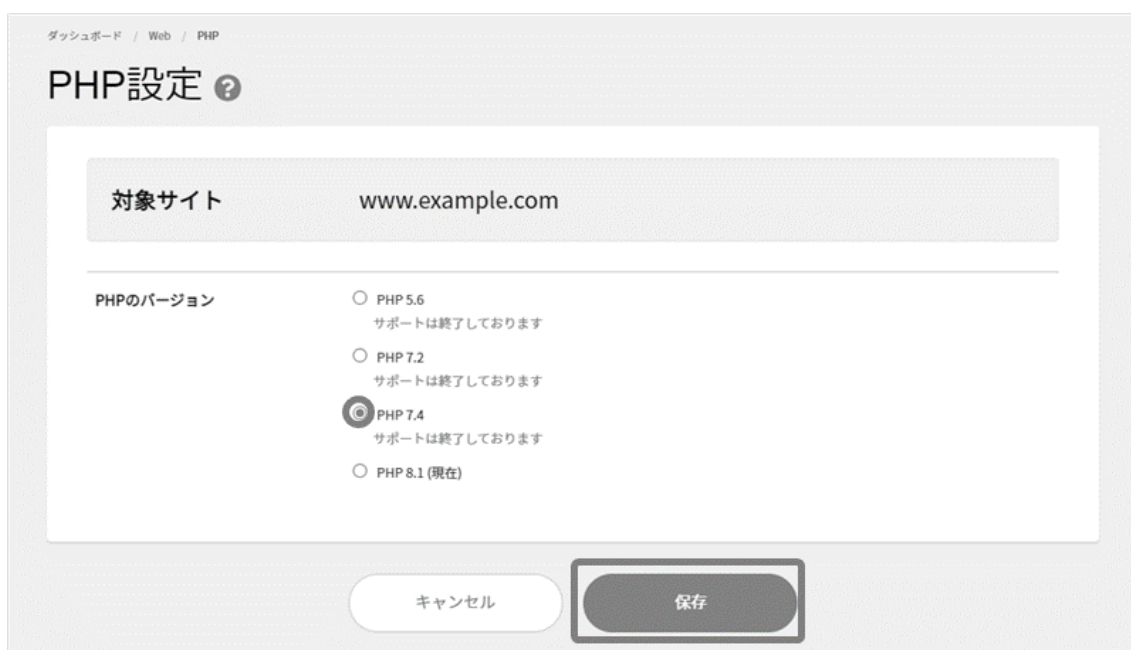 ダッシュボード / Web / PHP
PHP設定 ?
対象サイト www.example.com
PHPのバージョン PHP 5.6
サポートは終了しております
PHP 7.2
サポートは終了しております
PHP 7.4
サポートは終了しております
PHP 8.1 (現在)
キャンセル 保存